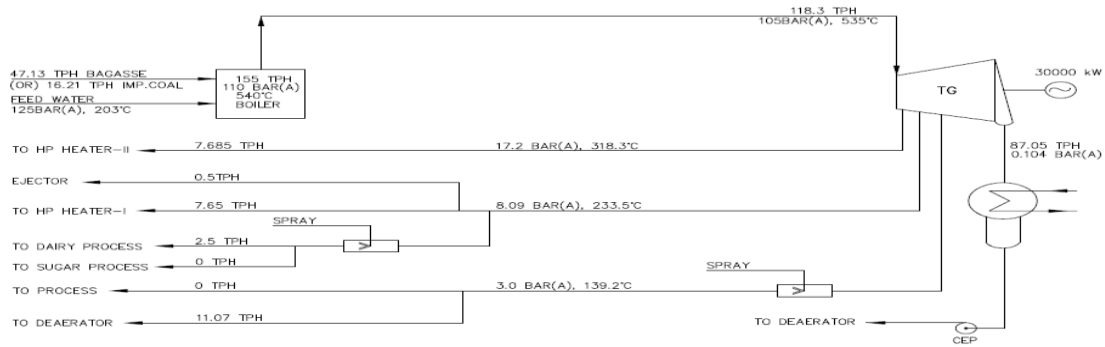 118.3 TPH
105BAR(A), 535°C
47.13 TPH BAGASSE
(OR) 16.21 TPH IMP.COAL
FEED WATER
125BAR(A), 203°C
155 TPH
110 BAR(A)
540°C
BOILER
TG
30000 kW
87.05 TPH
0.104 BAR(A)
TO HP HEATER-II
7.685 TPH
17.2 BAR(A), 318.3°C
EJECTOR
0.5TPH
TO HP HEATER-I
7.65 TPH
8.09 BAR(A), 233.5°C
SPRAY
TO DAIRY PROCESS
2.5 TPH
TO SUGAR PROCESS
0 TPH
SPRAY
TO PROCESS
0 TPH
3.0 BAR(A), 139.2°C
TO DEAERATOR
11.07 TPH
TO DEAERATOR
CEP